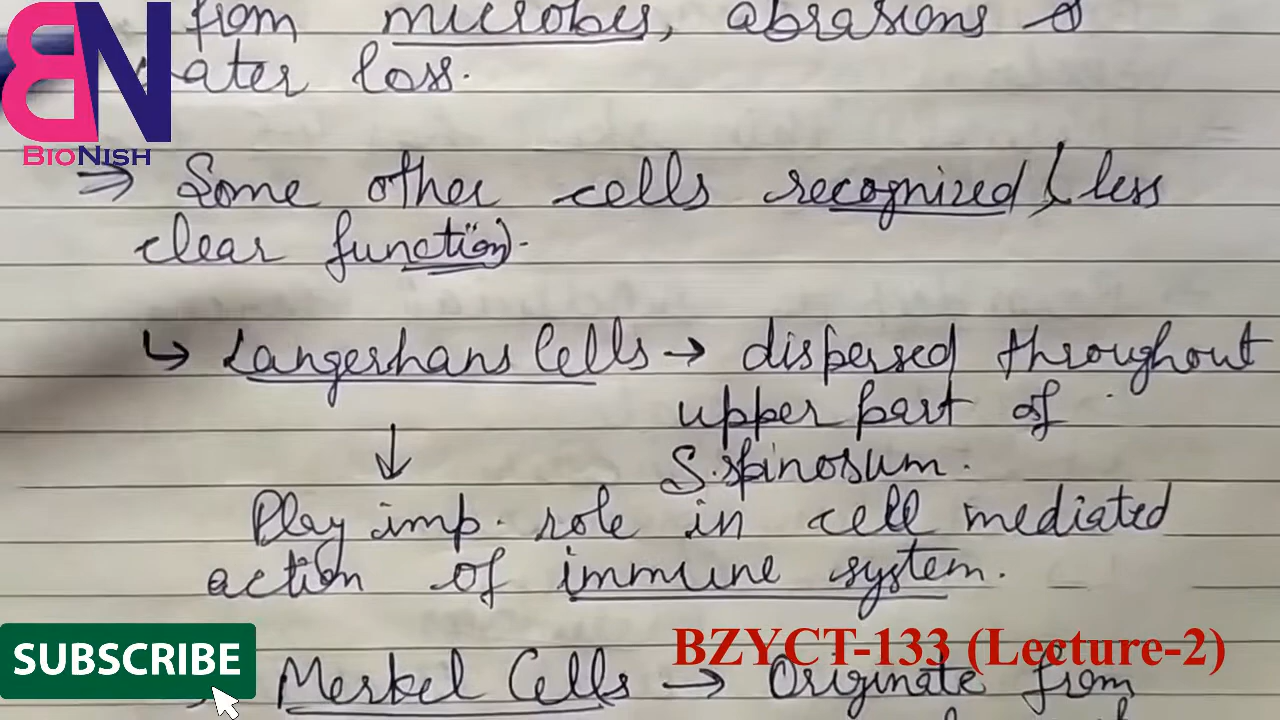 BN
BIONISH
from microbes, abrasions &
water loss.
⇒ Some other cells recognized (less
clear function).
↳ Langerhans Cells → dispersed throughout
upper part of
S. spinosum.
↓
Play imp. role in cell mediated
action of immune system.
Merkel Cells → Originate from
SUBSCRIBE
BZYCT-133 (Lecture-2)